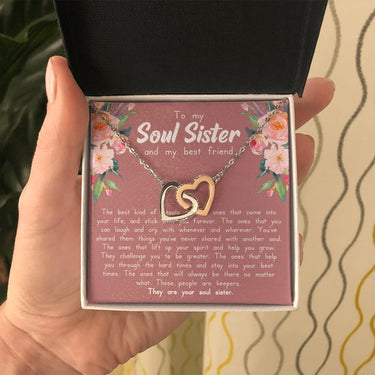 To my
Soul Sister
and my best friend,
The best kind of people ones that come into
your life, and stick forever. The ones that you
can laugh and cry with whenever and wherever. You've
shared them things you've never shared with another soul.
The ones that lift up your spirit and help you grow.
They challenge you to be greater. The ones that help
you through the hard times and stay into your best
times, The ones that will always be there no matter
what. These, people are keepers.
They are your soul sister.